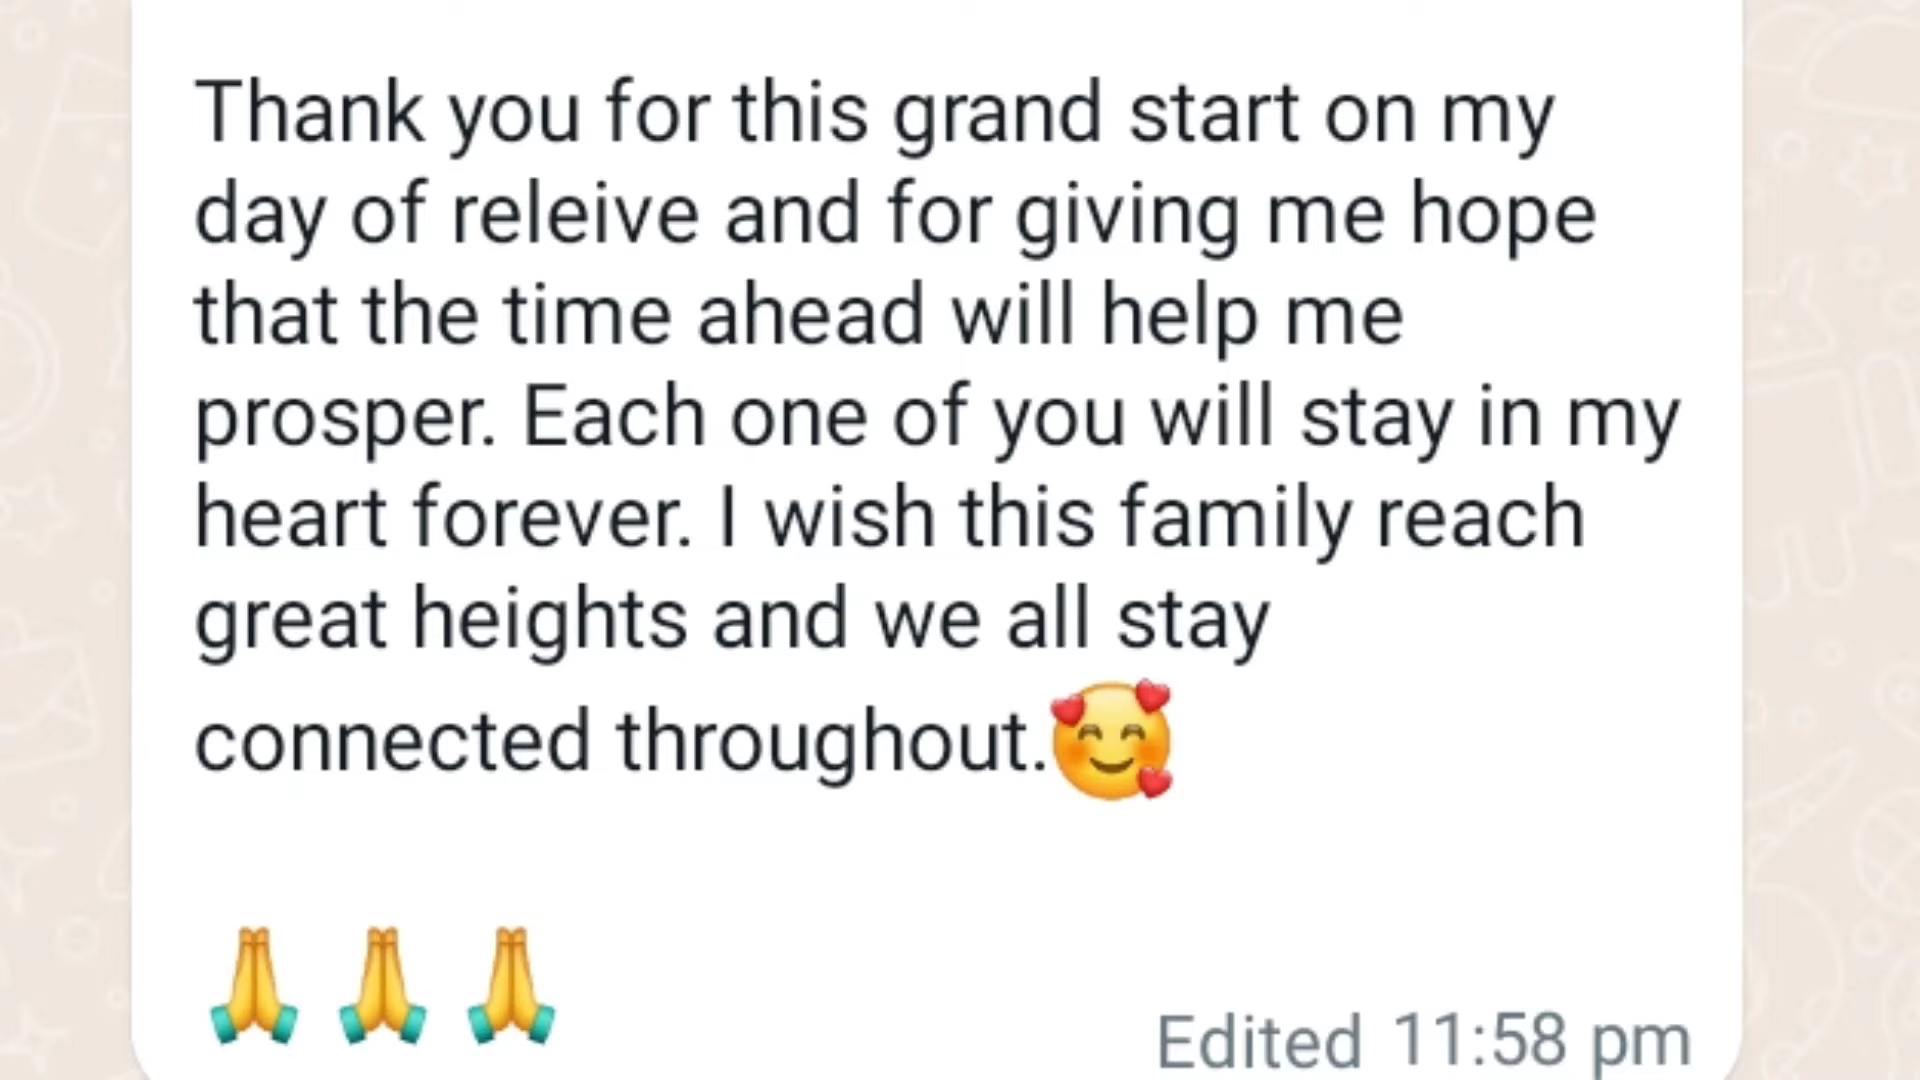 Thank you for this grand start on my
day of releive and for giving me hope
that the time ahead will help me
prosper. Each one of you will stay in my
heart forever. I wish this family reach
great heights and we all stay
connected throughout.🥰
🙏🙏🙏
Edited 11:58 pm